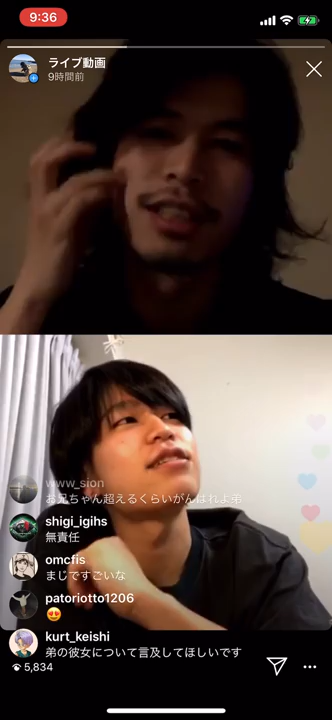 9:36
ライブ動画
9時間前
www_sion
お兄ちゃん超えるくらいがんばれよ弟
shigi_igihs
無責任
omcfis
まじですごいな
patoriotto1206
😍
kurt_keishi
弟の彼女について言及してほしいです
5,834